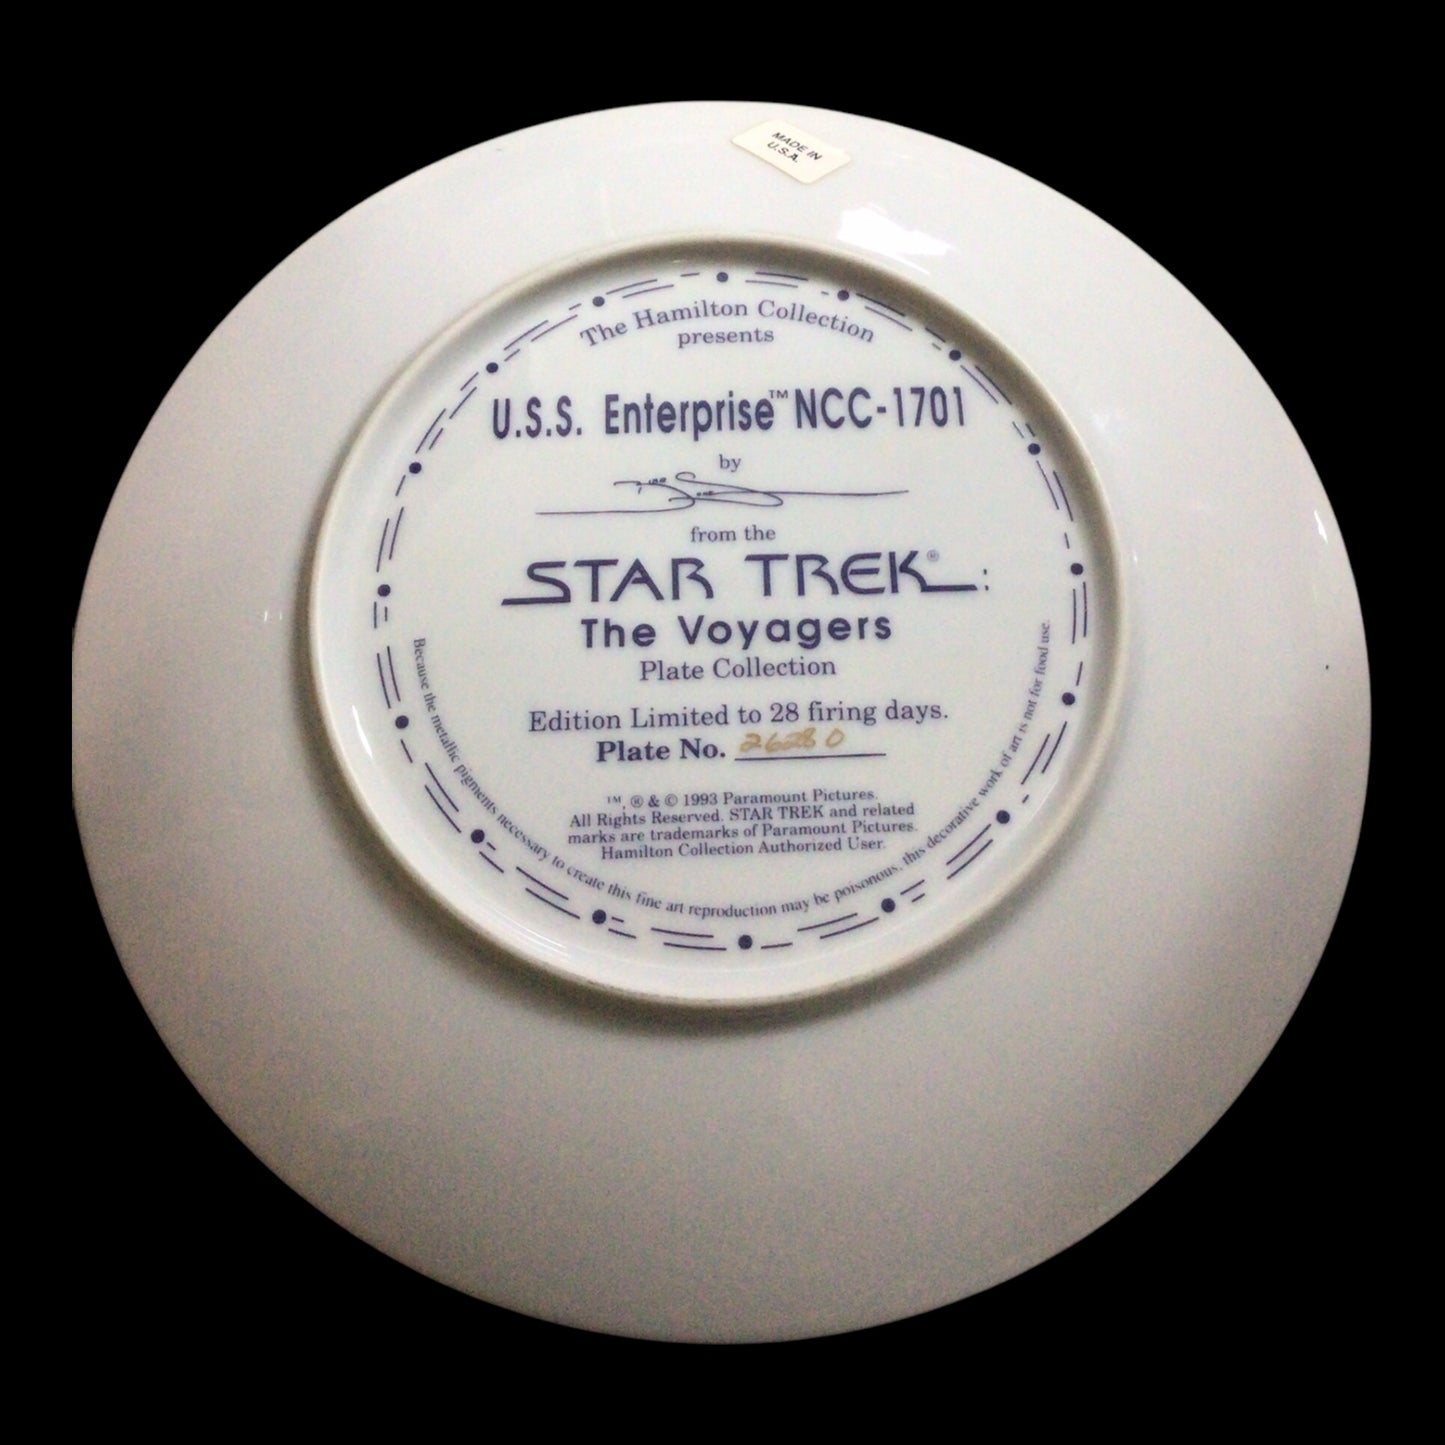 MADE IN
U.S.A.
The Hamilton Collection
presents
U.S.S. Enterprise™ NCC-1701
by
from the
STAR TREK®:
The Voyagers
Plate Collection
Edition Limited to 28 firing days.
Plate No. 26280
™, ® & © 1993 Paramount Pictures.
All Rights Reserved. STAR TREK and related
marks are trademarks of Paramount Pictures.
Hamilton Collection Authorized User.
Because the metallic pigments necessary to create this fine art reproduction may be poisonous, this decorative work of art is not for food use.